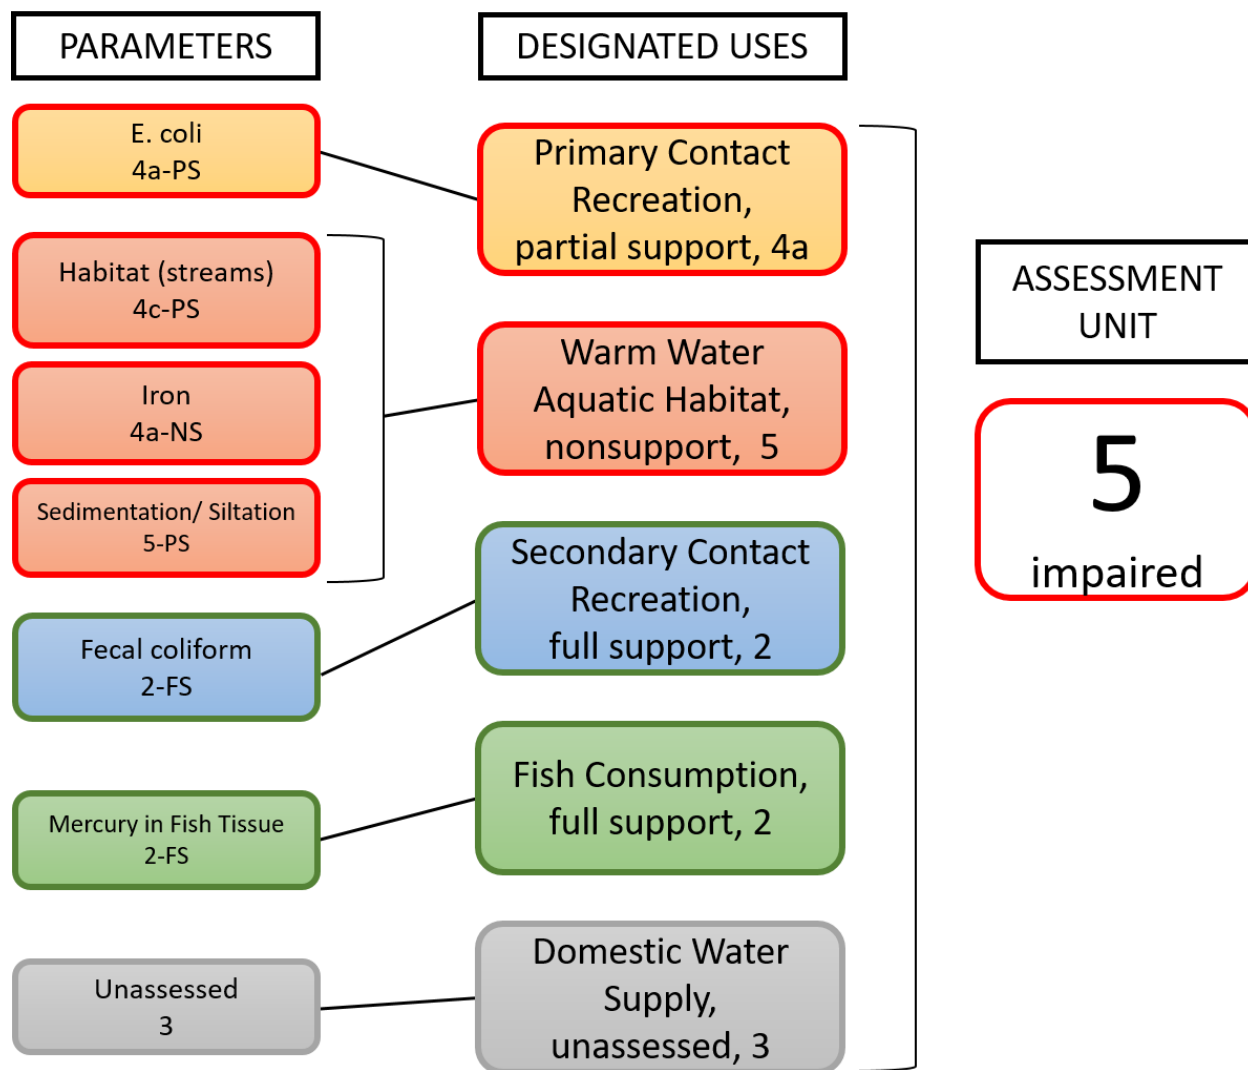 PARAMETERS
E. coli
4a-PS
Habitat (streams)
4c-PS
Iron
4a-NS
Sedimentation/ Siltation
5-PS
Fecal coliform
2-FS
Mercury in Fish Tissue
2-FS
Unassessed
3
DESIGNATED USES
Primary Contact
Recreation,
partial support, 4a
Warm Water
Aquatic Habitat,
nonsupport, 5
Secondary Contact
Recreation,
full support, 2
Fish Consumption,
full support, 2
Domestic Water
Supply,
unassessed, 3
ASSESSMENT
UNIT
5
impaired